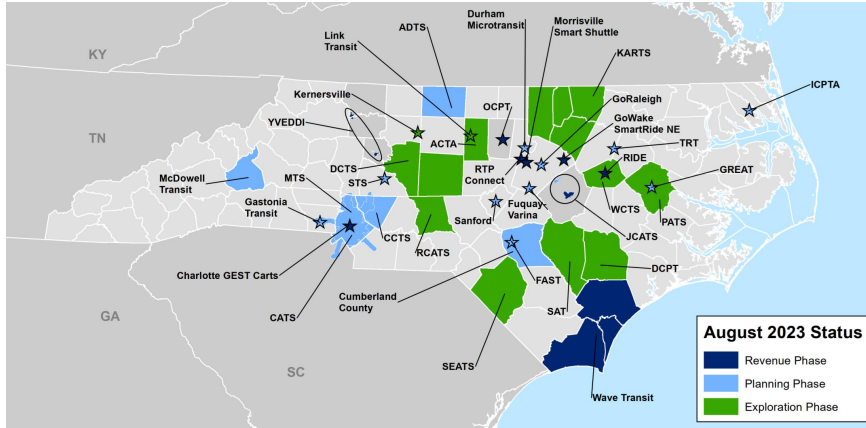 KY
TN
GA
SC
ADTS
Durham
Microtransit
Morrisville
Smart Shuttle
Link
Transit
KARTS
Kernersville
OCPT
GoRaleigh
ICPTA
YVEDDI
GoWake
SmartRide NE
ACTA
TRT
DCTS
RTP
Connect
RIDE
McDowell
Transit
MTS
STS
GREAT
Gastonia
Transit
Sanford
Fuquay-
Varina
WCTS
PATS
CCTS
RCATS
JCATS
Charlotte GEST Carts
Cumberland
County
FAST
DCPT
CATS
SAT
SEATS
Wave Transit
August 2023 Status
Revenue Phase
Planning Phase
Exploration Phase